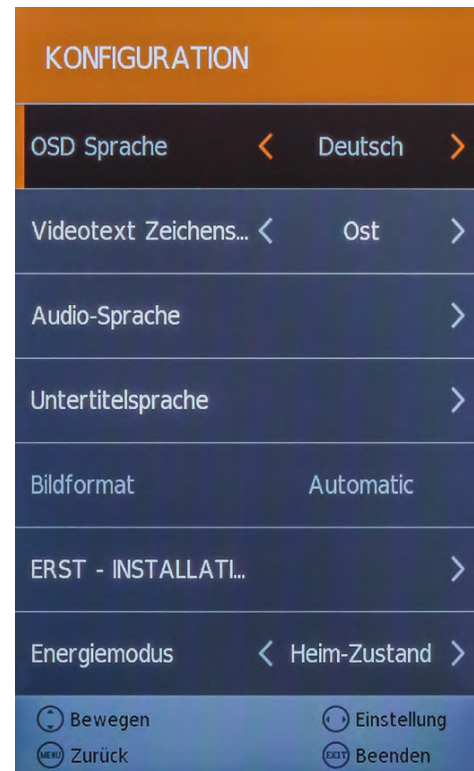 KONFIGURATION
OSD Sprache Deutsch
Videotext Zeichens... Ost
Audio-Sprache
Untertitelsprache
Bildformat Automatic
ERST - INSTALLATI...
Energiemodus Heim-Zustand
Bewegen Einstellung
MENU Zurück EXIT Beenden